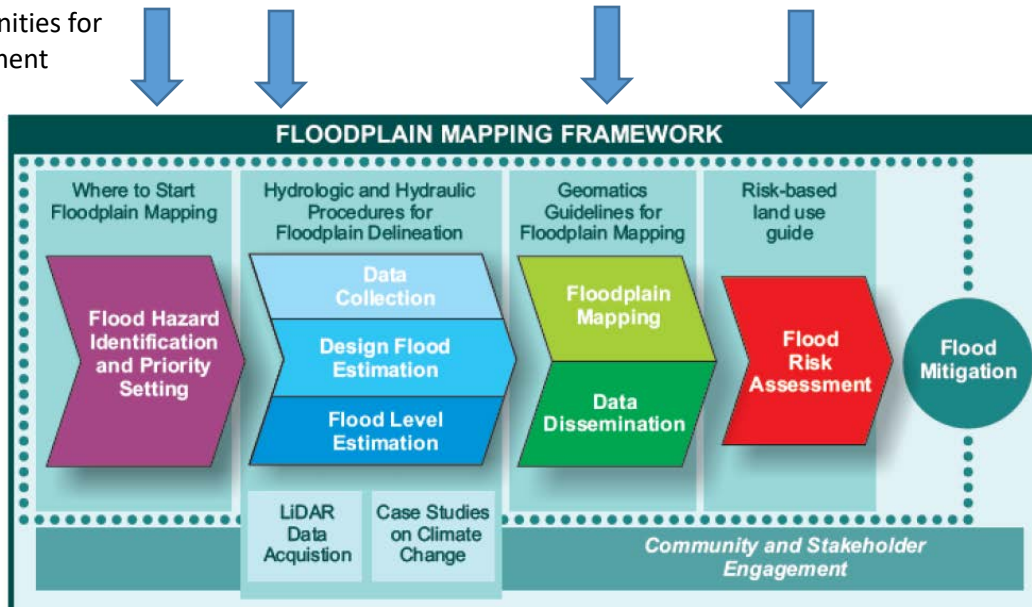 nities for
ment
FLOODPLAIN MAPPING FRAMEWORK
Where to Start
Floodplain Mapping
Hydrologic and Hydraulic
Procedures for
Floodplain Delineation
Geomatics
Guidelines for
Floodplain Mapping
Risk-based
land use
guide
Flood Hazard
Identification
and Priority
Setting
Data
Collection
Design Flood
Estimation
Flood Level
Estimation
Floodplain
Mapping
Data
Dissemination
Flood
Risk
Assessment
Flood
Mitigation
LiDAR
Data
Acquistion
Case Studies
on Climate
Change
Community and Stakeholder
Engagement